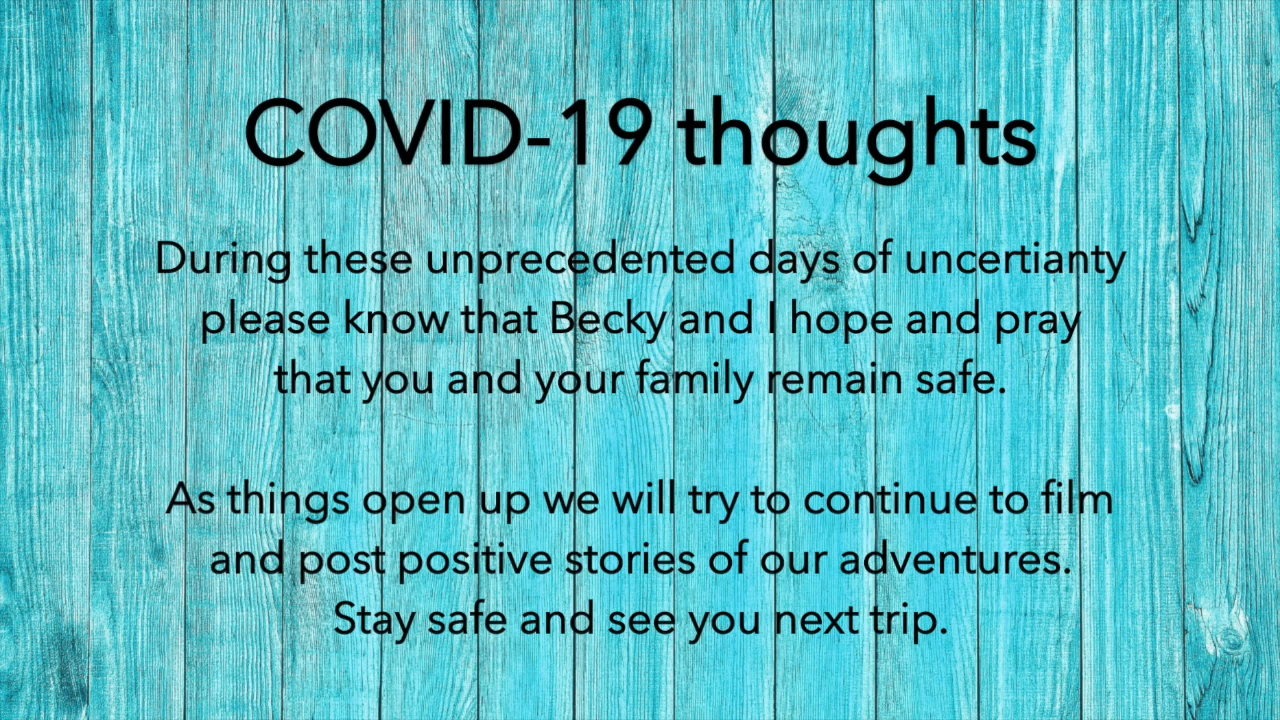 COVID-19 thoughts
During these unprecedented days of uncertianty
please know that Becky and I hope and pray
that you and your family remain safe.
As things open up we will try to continue to film
and post positive stories of our adventures.
Stay safe and see you next trip.